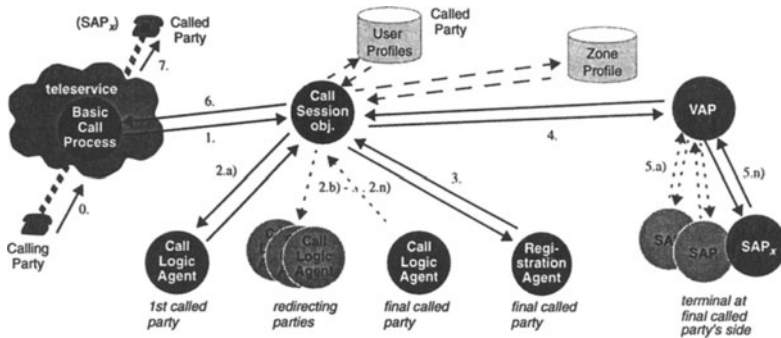 (SAPx) Called
Party
7.
teleservice
Basic
Call
Process
0.
Calling
Party
6.
1.
User
Profiles
Called
Party
Zone
Profile
Call
Session
obj.
VAP
4.
2.a)
2.b) - 2.n)
3.
5.a)
5.n)
Call
Logic
Agent
1st called
party
Call
Logic
Agent
redirecting
parties
Call
Logic
Agent
final called
party
Regi-
stration
Agent
final called
party
SAP
SAP
SAPx
terminal at
final called
party's side